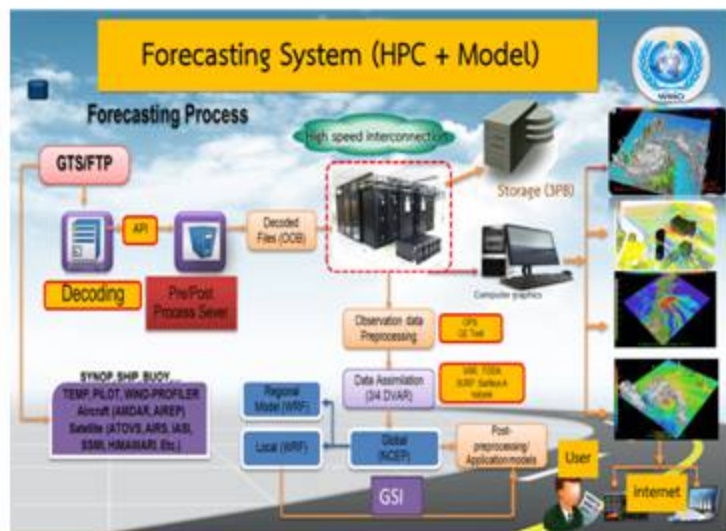 Forecasting System (HPC + Model)
WMO
Forecasting Process
High speed interconnection
GTS/FTP
Storage (3PB)
API
Decoded
Files (OOB)
Decoding
Pre/Post
Process Sever
Computer graphics
Observation data
Preprocessing
OPS
SYNOP, SHIP, BUOY,...
TEMP, PILOT, WIND-PROFILER
Aircraft (AMDAR, AIREP)
Satellite (ATOVS, AIRS, IASI,
SSMI, HIMAWARI, Etc.)
Data Assimilation
(3/4 DVAR)
Regional
Model (WRF)
Local (WRF)
Global
(NCEP)
Post-
preprocessing/
Application models
GSI
User
Internet